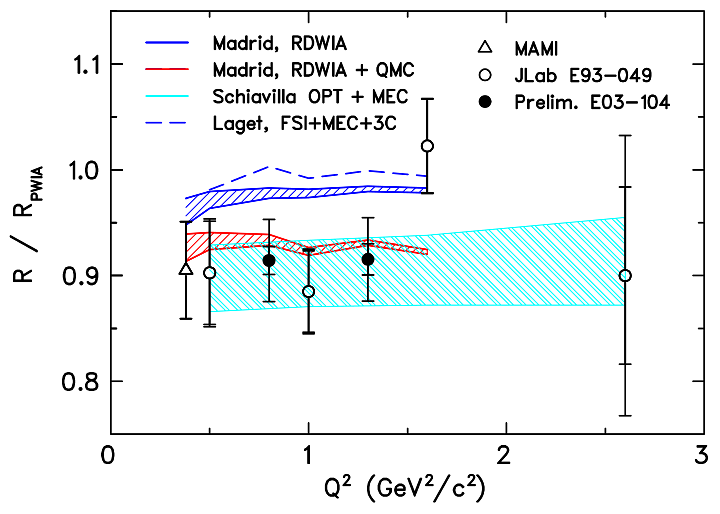 Madrid, RDWIA
Madrid, RDWIA + QMC
Schiavilla OPT + MEC
Laget, FSI+MEC+3C
MAMI
JLab E93-049
Prelim. E03-104
1.1
1.0
0.9
0.8
R / R_PWIA
0 1 2 3
Q² (GeV²/c²)